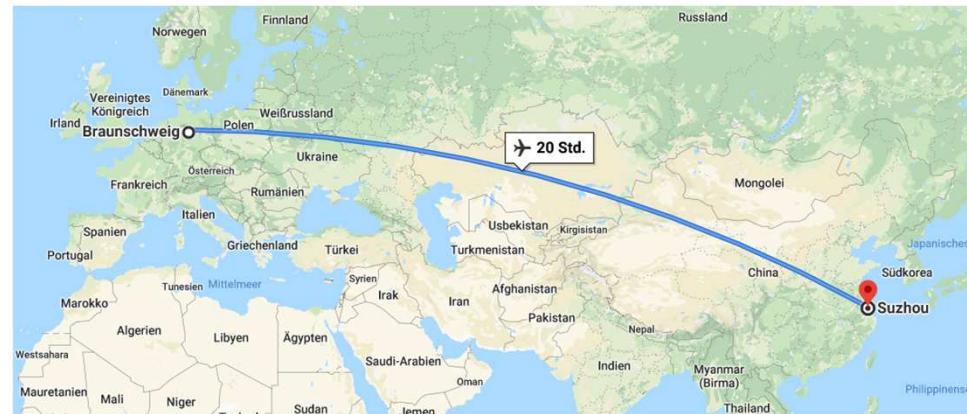 Finnland
Russland
Norwegen
Vereinigtes
Königreich
Dänemark
Irland
Weißrussland
Braunschweig
Polen
20 Std.
Ukraine
Österreich
Mongolei
Frankreich
Rumänien
Italien
Usbekistan
Kirgisistan
Spanien
Griechenland
Türkei
Turkmenistan
Japanisches
Portugal
China
Südkorea
Tunesien
Mittelmeer
Syrien
Afghanistan
Marokko
Irak
Iran
Suzhou
Pakistan
Algerien
Libyen
Ägypten
Nepal
Westsahara
Saudi-Arabien
Indien
Myanmar
(Birma)
Oman
Mauretanien
Mali
Niger
Sudan
Jemen
Thailand
Philippinens